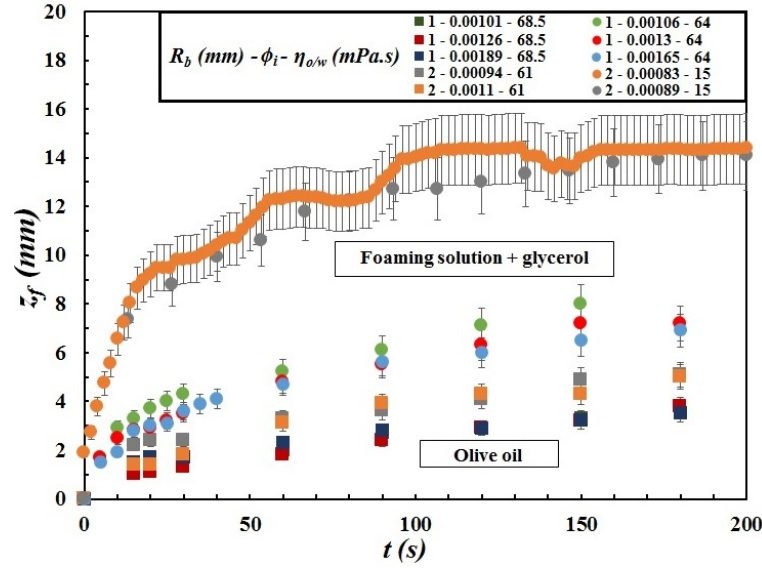 20
18
16
14
12
10
8
6
4
2
0
z_f (mm)
R_b (mm) - ϕ_i - η_o/w (mPa.s)
1 - 0.00101 - 68.5
1 - 0.00126 - 68.5
1 - 0.00189 - 68.5
2 - 0.00094 - 61
2 - 0.0011 - 61
1 - 0.00106 - 64
1 - 0.0013 - 64
1 - 0.00165 - 64
2 - 0.00083 - 15
2 - 0.00089 - 15
Foaming solution + glycerol
Olive oil
0 50 100 150 200
t (s)